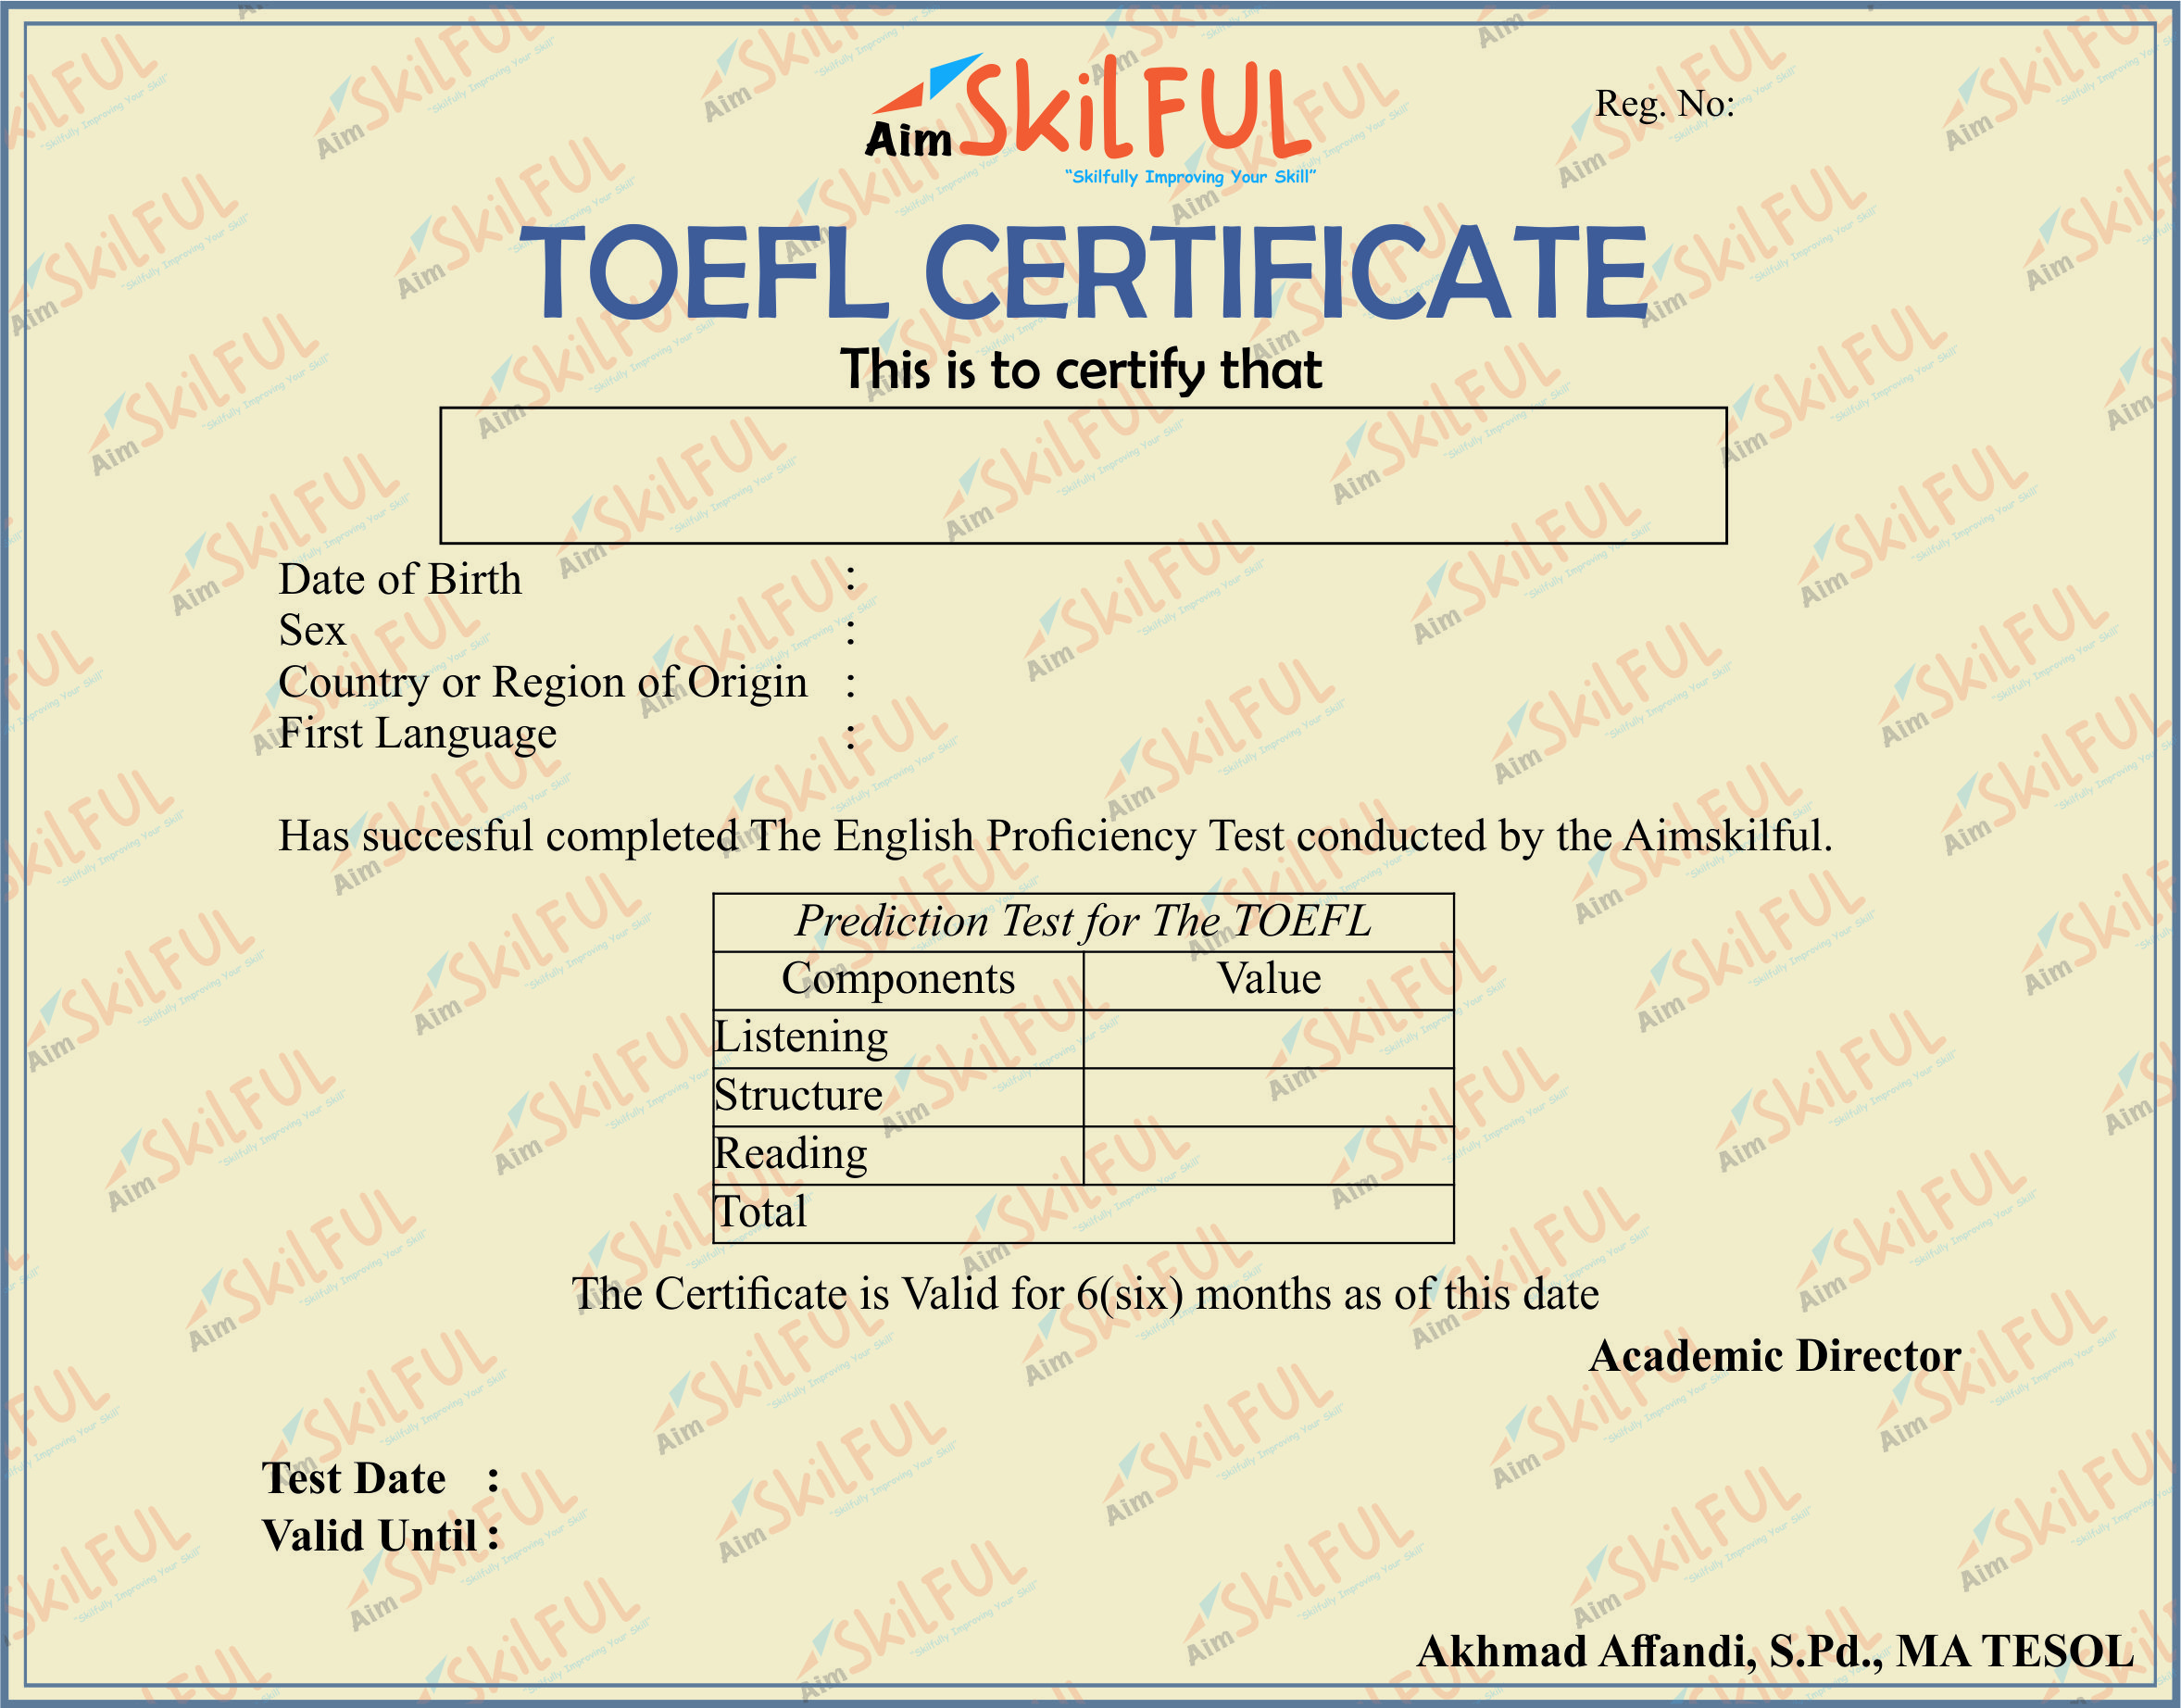 Aim SkilFUL
"Skilfully Improving Your Skill"
Reg. No:
TOEFL CERTIFICATE
This is to certify that
Date of Birth :
Sex :
Country or Region of Origin :
First Language :
Has succesful completed The English Proficiency Test conducted by the Aimskilful.
Prediction Test for The TOEFL
Components Value
Listening
Structure
Reading
Total
The Certificate is Valid for 6(six) months as of this date
Academic Director
Test Date :
Valid Until :
Akhmad Affandi, S.Pd., MA TESOL